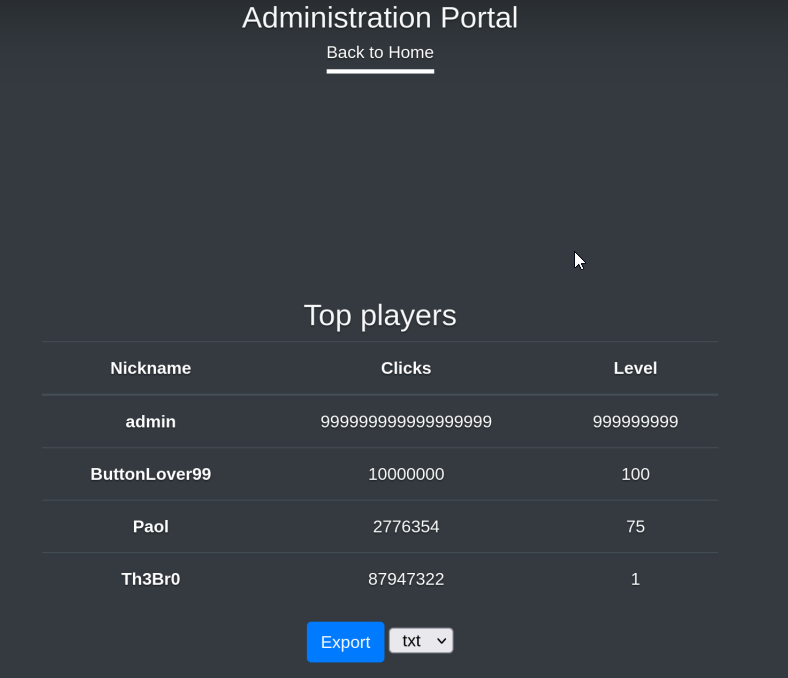 Administration Portal
Back to Home
Top players
Nickname Clicks Level
admin 999999999999999999 999999999
ButtonLover99 10000000 100
Paol 2776354 75
Th3Br0 87947322 1
Export txt